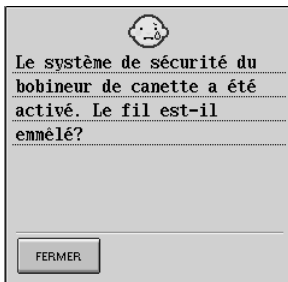 Le système de sécurité du
bobineur de canette a été
activé. Le fil est-il
emmêlé?
FERMER